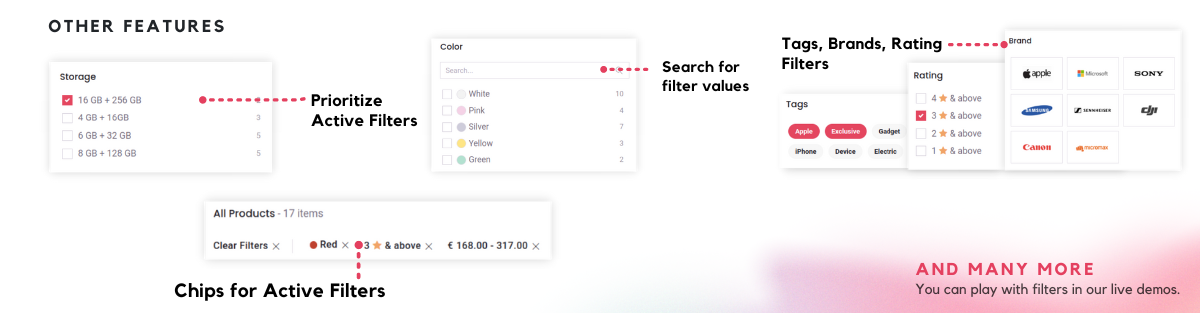 OTHER FEATURES
Storage
16 GB + 256 GB
4 GB + 16GB 3
6 GB + 32 GB 5
8 GB + 128 GB 5
Prioritize
Active Filters
Color
Search...
White 10
Pink 4
Silver 7
Yellow 3
Green 2
Search for
filter values
Tags, Brands, Rating
Filters
Tags
Apple Exclusive Gadget
iPhone Device Electric
Rating
4 ★ & above
3 ★ & above
2 ★ & above
1 ★ & above
Brand
apple Microsoft SONY
SAMSUNG SENNHEISER dji
Canon micromax
All Products - 17 items
Clear Filters × Red × 3 ★ & above × € 168.00 - 317.00 ×
Chips for Active Filters
AND MANY MORE
You can play with filters in our live demos.